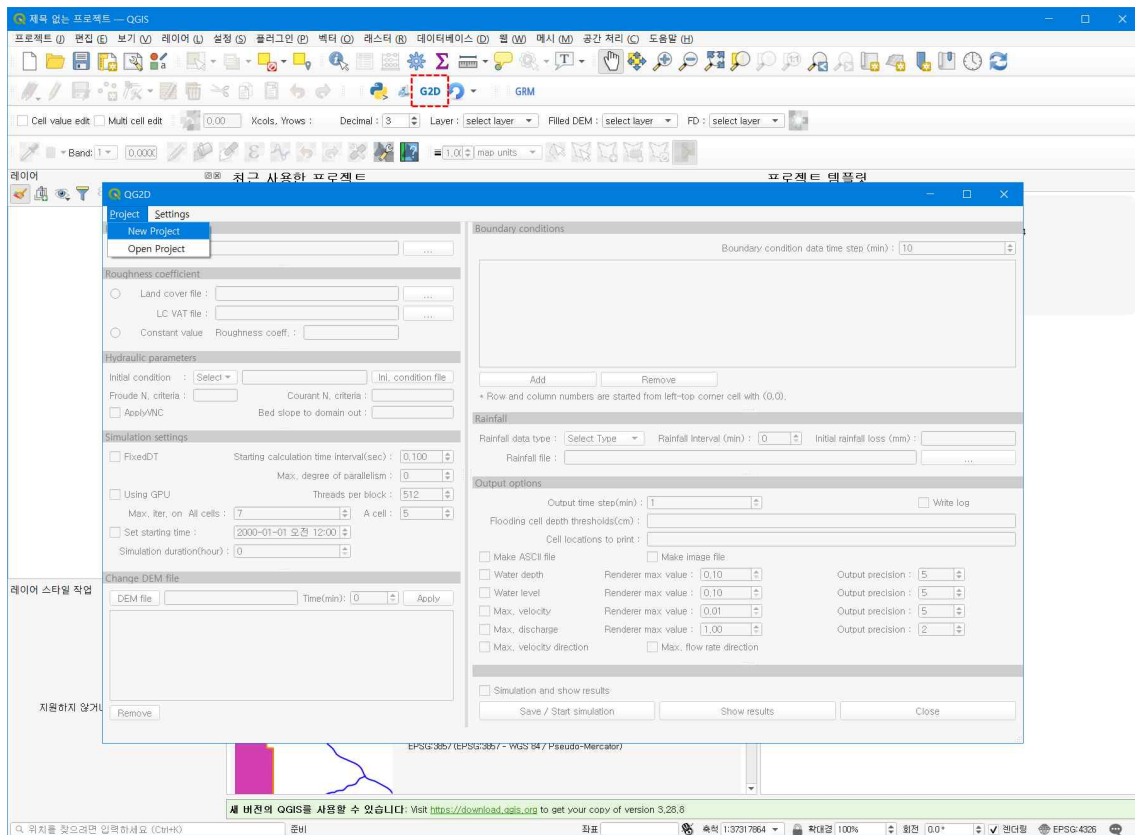 제목 없는 프로젝트 — QGIS
프로젝트 (J) 편집 (E) 보기 (V) 레이어 (L) 설정 (S) 플러그인 (P) 벡터 (O) 래스터 (R) 데이터베이스 (D) 웹 (W) 메시 (M) 공간 처리 (C) 도움말 (H)
G2D GRM
Cell value edit Multi cell edit 0,00 Xcols, Yrows : Decimal : 3 Layer : select layer Filled DEM : select layer FD : select layer
Band: 1 0,000( 1,0( map units
레이어 최근 사용한 프로젝트 프로젝트 템플릿
QG2D
Project Settings
New Project
Open Project
Boundary conditions
Boundary condition data time step (min) : 10
...
Roughness coefficient
Land cover file : ...
LC VAT file : ...
Constant value Roughness coeff. :
Hydraulic parameters
Initial condition : Select Ini, condition file
Froude N, criteria : Courant N, criteria :
ApplyVNC Bed slope to domain out :
Add Remove
* Row and column numbers are started from left-top corner cell with (0,0).
Simulation settings
FixedDT Starting calculation time interval(sec) : 0,100
Max, degree of parallelism : 0
Using GPU Threads per block : 512
Max, iter, on All cells : 7 A cell : 5
Set starting time : 2000-01-01 오전 12:00
Simulation duration(hour) : 0
Rainfall
Rainfall data type : Select Type Rainfall Interval (min) : 0 Initial rainfall loss (mm) :
Rainfall file : ...
Output options
Output time step(min) : 1 Write log
Flooding cell depth thresholds(cm) :
Cell locations to print :
Make ASCII file Make image file
Water depth Renderer max value : 0,10 Output precision : 5
Water level Renderer max value : 0,10 Output precision : 5
Max, velocity Renderer max value : 0,01 Output precision : 5
Max, discharge Renderer max value : 1,00 Output precision : 2
Max, velocity direction Max, flow rate direction
Change DEM file
DEM file Time(min): 0 Apply
Remove
Simulation and show results
Save / Start simulation Show results Close
레이어 스타일 작업
지원하지 않거나
EPSG:3857 (EPSG:3857 - WGS 84 / Pseudo-Mercator)
새 버전의 QGIS를 사용할 수 있습니다: Visit https://download.qgis.org to get your copy of version 3,28,8
위치를 찾으려면 입력하세요 (Ctrl+K) 준비 좌표 축척 1:37317864 확대경 100% 회전 0.0° 렌더링 EPSG:4326